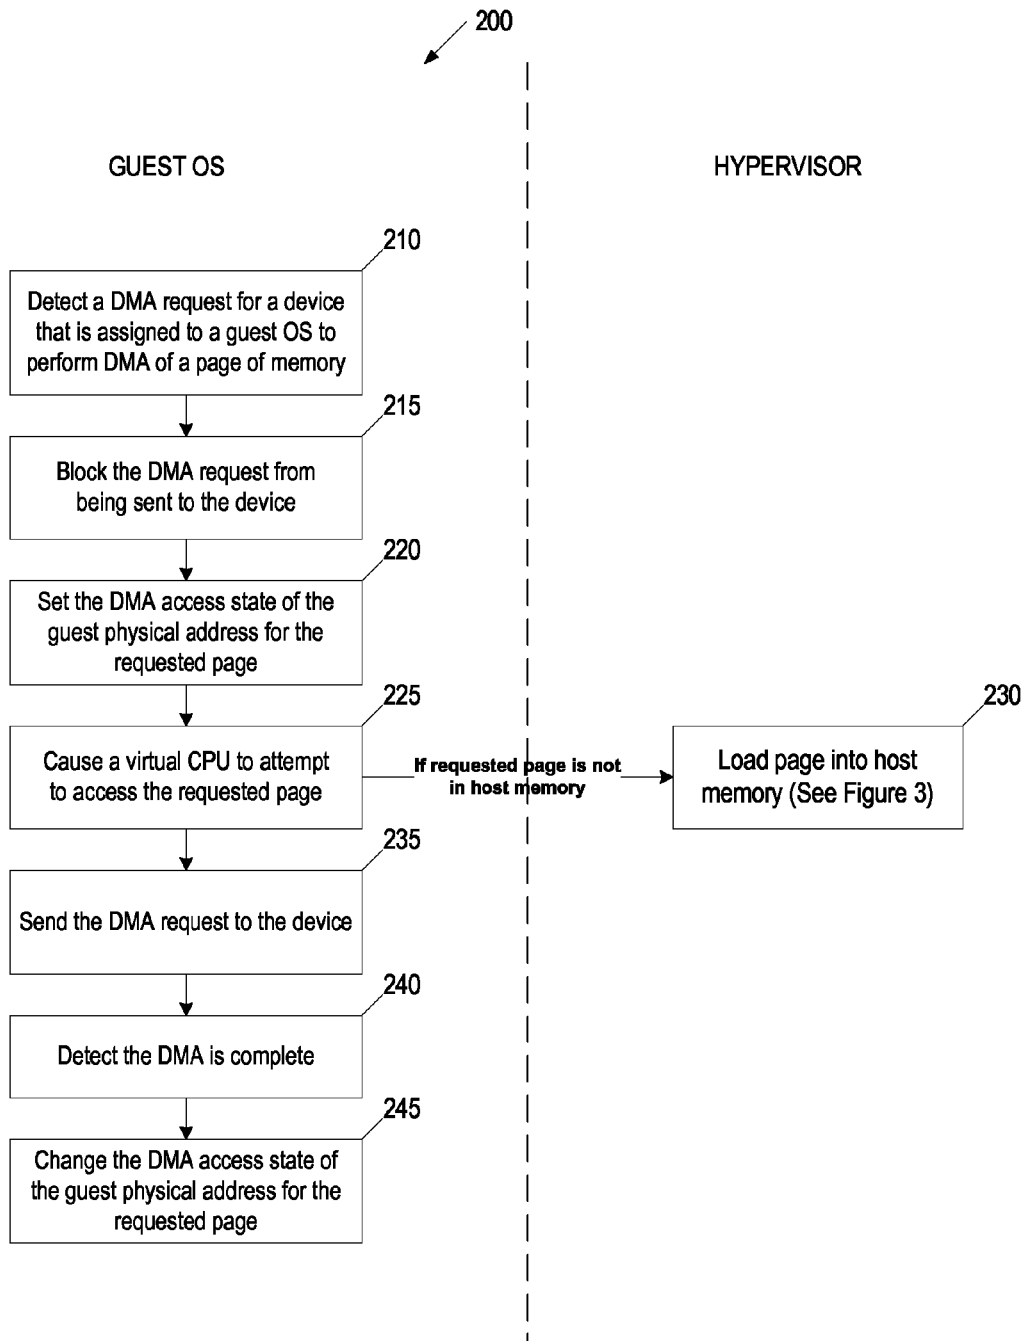 200
GUEST OS
HYPERVISOR
210
Detect a DMA request for a device
that is assigned to a guest OS to
perform DMA of a page of memory
215
Block the DMA request from
being sent to the device
220
Set the DMA access state of the
guest physical address for the
requested page
225
Cause a virtual CPU to attempt
to access the requested page
If requested page is not
in host memory
230
Load page into host
memory (See Figure 3)
235
Send the DMA request to the device
240
Detect the DMA is complete
245
Change the DMA access state of
the guest physical address for the
requested page